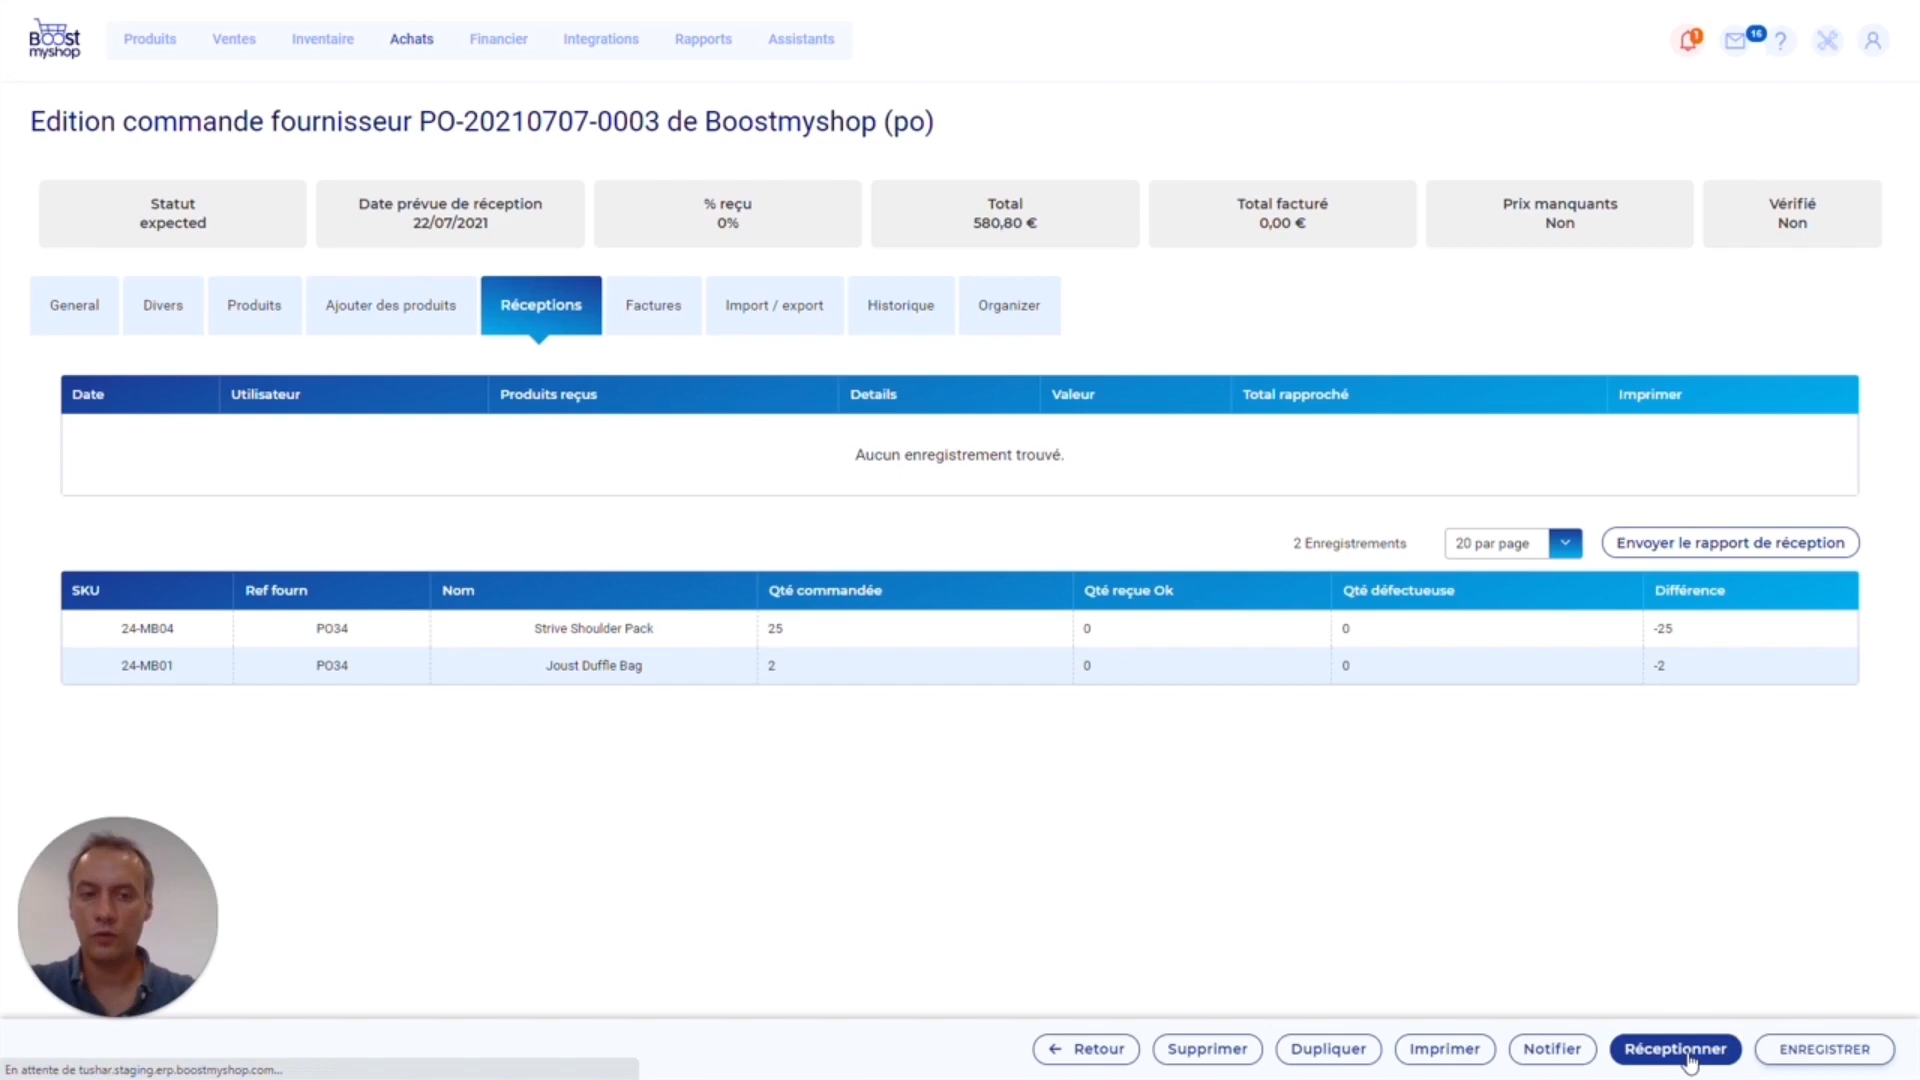 Boost
myshop
Produits Ventes Inventaire Achats Financier Integrations Rapports Assistants
1 16 ?
Edition commande fournisseur PO-20210707-0003 de Boostmyshop (po)
Statut
expected
Date prévue de réception
22/07/2021
% reçu
0%
Total
580,80 €
Total facturé
0,00 €
Prix manquants
Non
Vérifié
Non
General Divers Produits Ajouter des produits Réceptions Factures Import / export Historique Organizer
Date Utilisateur Produits reçus Details Valeur Total rapproché Imprimer
Aucun enregistrement trouvé.
2 Enregistrements 20 par page Envoyer le rapport de réception
SKU Ref fourn Nom Qté commandée Qté reçue Ok Qté défectueuse Différence
24-MB04 PO34 Strive Shoulder Pack 25 0 0 -25
24-MB01 PO34 Joust Duffle Bag 2 0 0 -2
← Retour Supprimer Dupliquer Imprimer Notifier Réceptionner ENREGISTRER
En attente de tushar.staging.erp.boostmyshop.com...